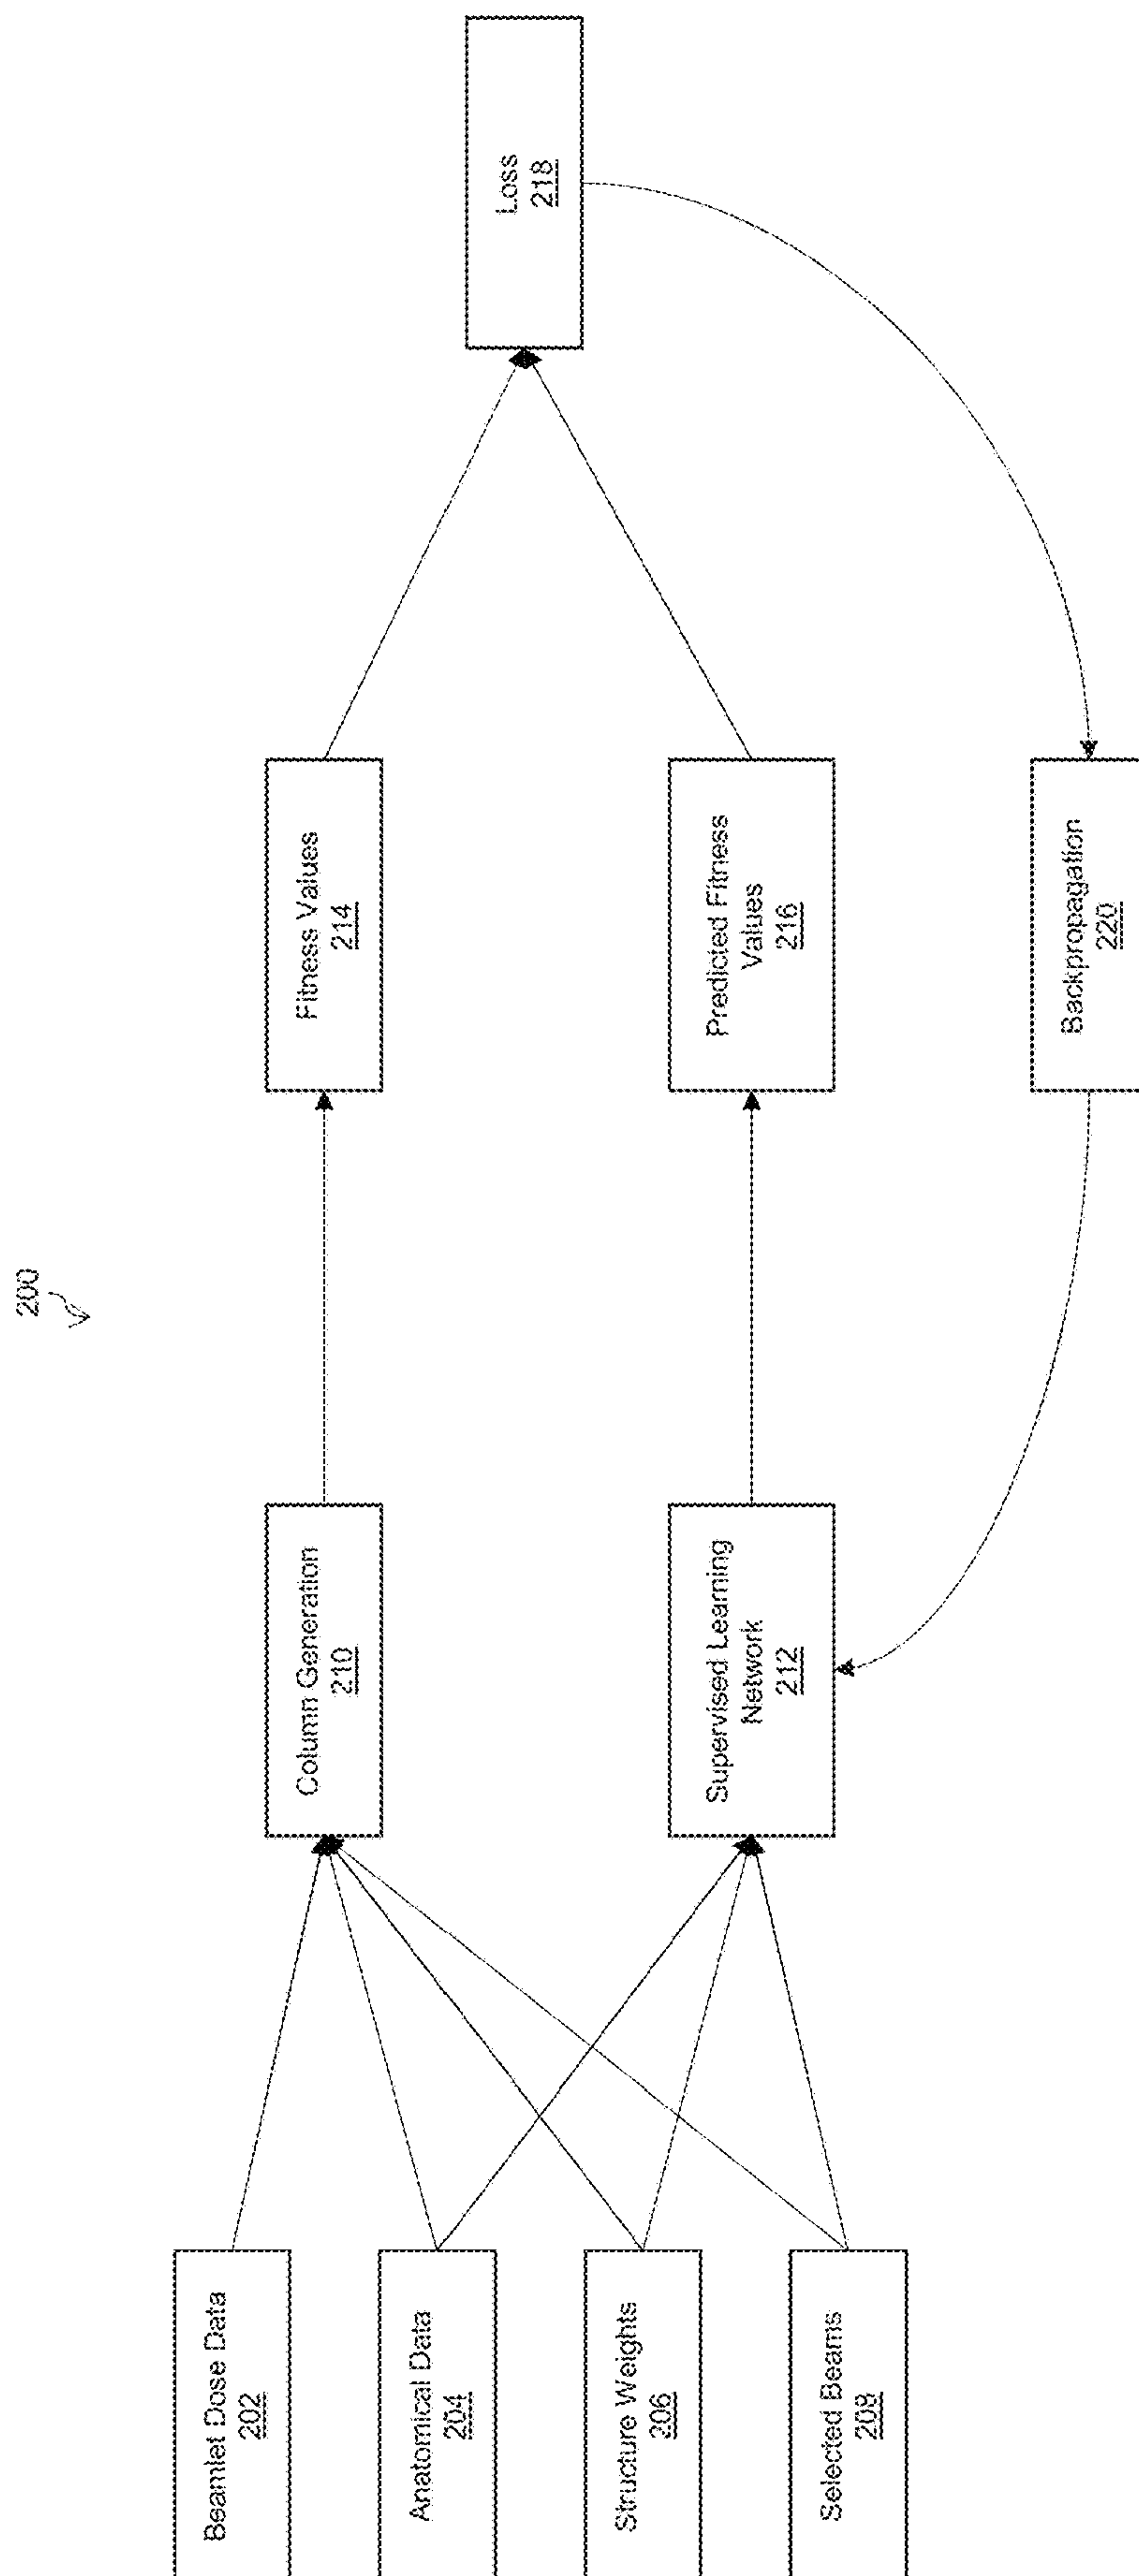 200
Beamlet Dose Data
202
Anatomical Data
204
Structure Weights
206
Selected Beams
208
Column Generation
210
Supervised Learning
Network
212
Fitness Values
214
Predicted Fitness
Values
216
Loss
218
Backpropagation
220